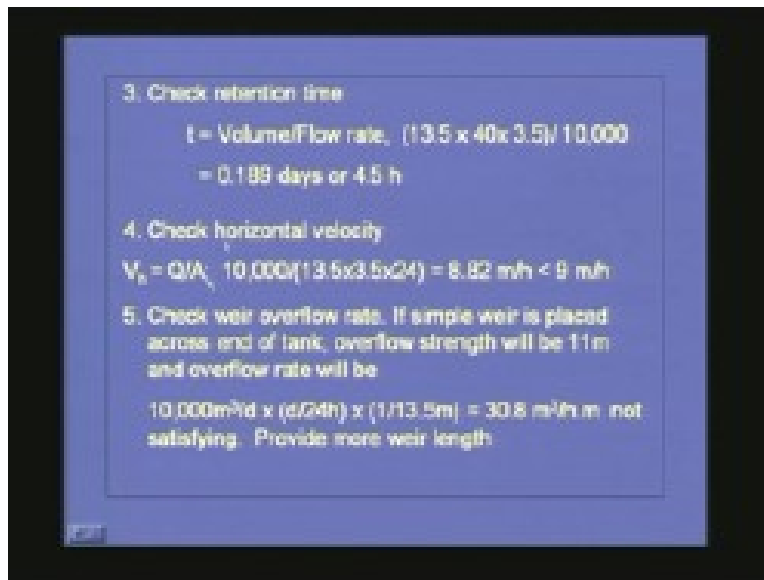 3. Check retention time
t = Volume/Flow rate, (13.5 x 40x 3.5)/ 10,000
= 0.189 days or 4.5 h
4. Check horizontal velocity
Vh = Q/A, 10,000/(13.5x3.5x24) = 8.82 m/h < 9 m/h
5. Check weir overflow rate. If simple weir is placed
across end of tank, overflow strength will be 11m
and overflow rate will be
10,000m³/d x (d/24h) x (1/13.5m) = 30.8 m³/h.m not
satisfying. Provide more weir length